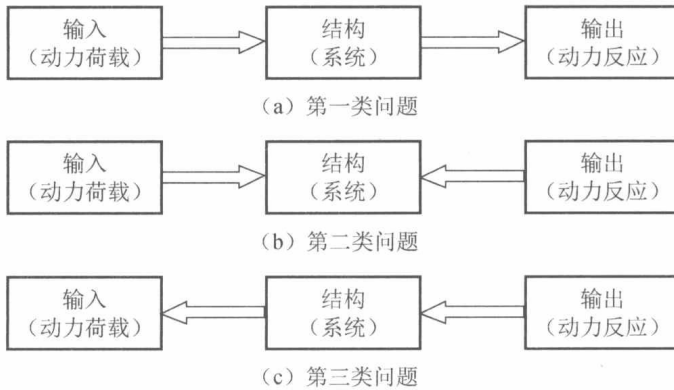 输入 结构 输出
（动力荷载） （系统） （动力反应）
（a）第一类问题
输入 结构 输出
（动力荷载） （系统） （动力反应）
（b）第二类问题
输入 结构 输出
（动力荷载） （系统） （动力反应）
（c）第三类问题